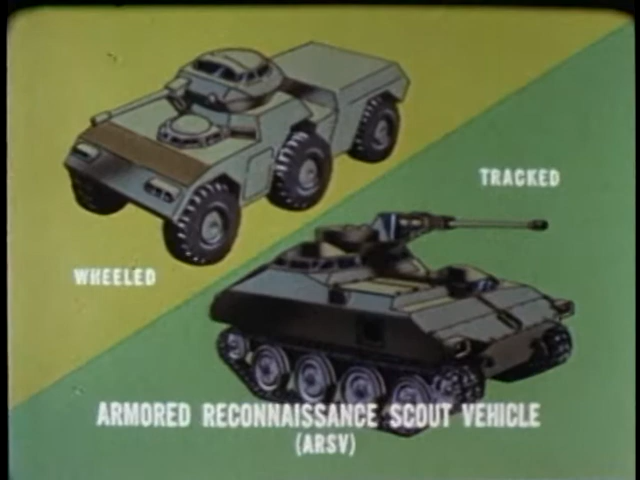 TRACKED
WHEELED
ARMORED RECONNAISSANCE SCOUT VEHICLE
(ARSV)